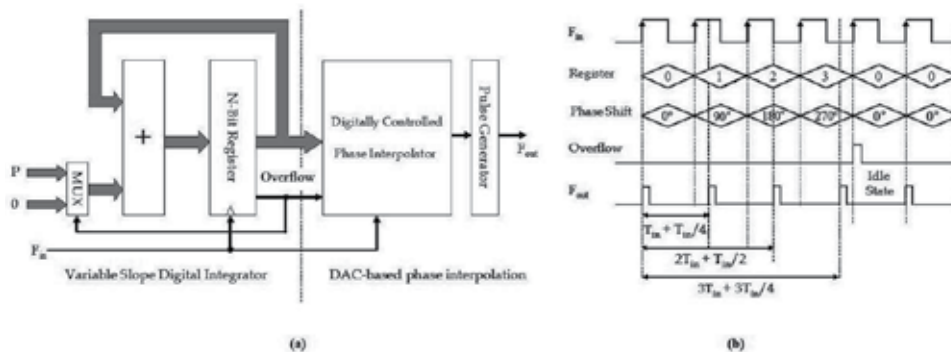 P
0
MUX
+
N-Bit Register
Overflow
Digitally Controlled
Phase Interpolator
Pulse Generator
F_out
F_in
Variable Slope Digital Integrator
DAC-based phase interpolation
(a)
F_in
Register 0 1 2 3 0 0
Phase Shift 0° 90° 180° 270° 0° 0°
Overflow
Idle
State
F_out
T_in + T_in/4
2T_in + T_in/2
3T_in + 3T_in/4
(b)